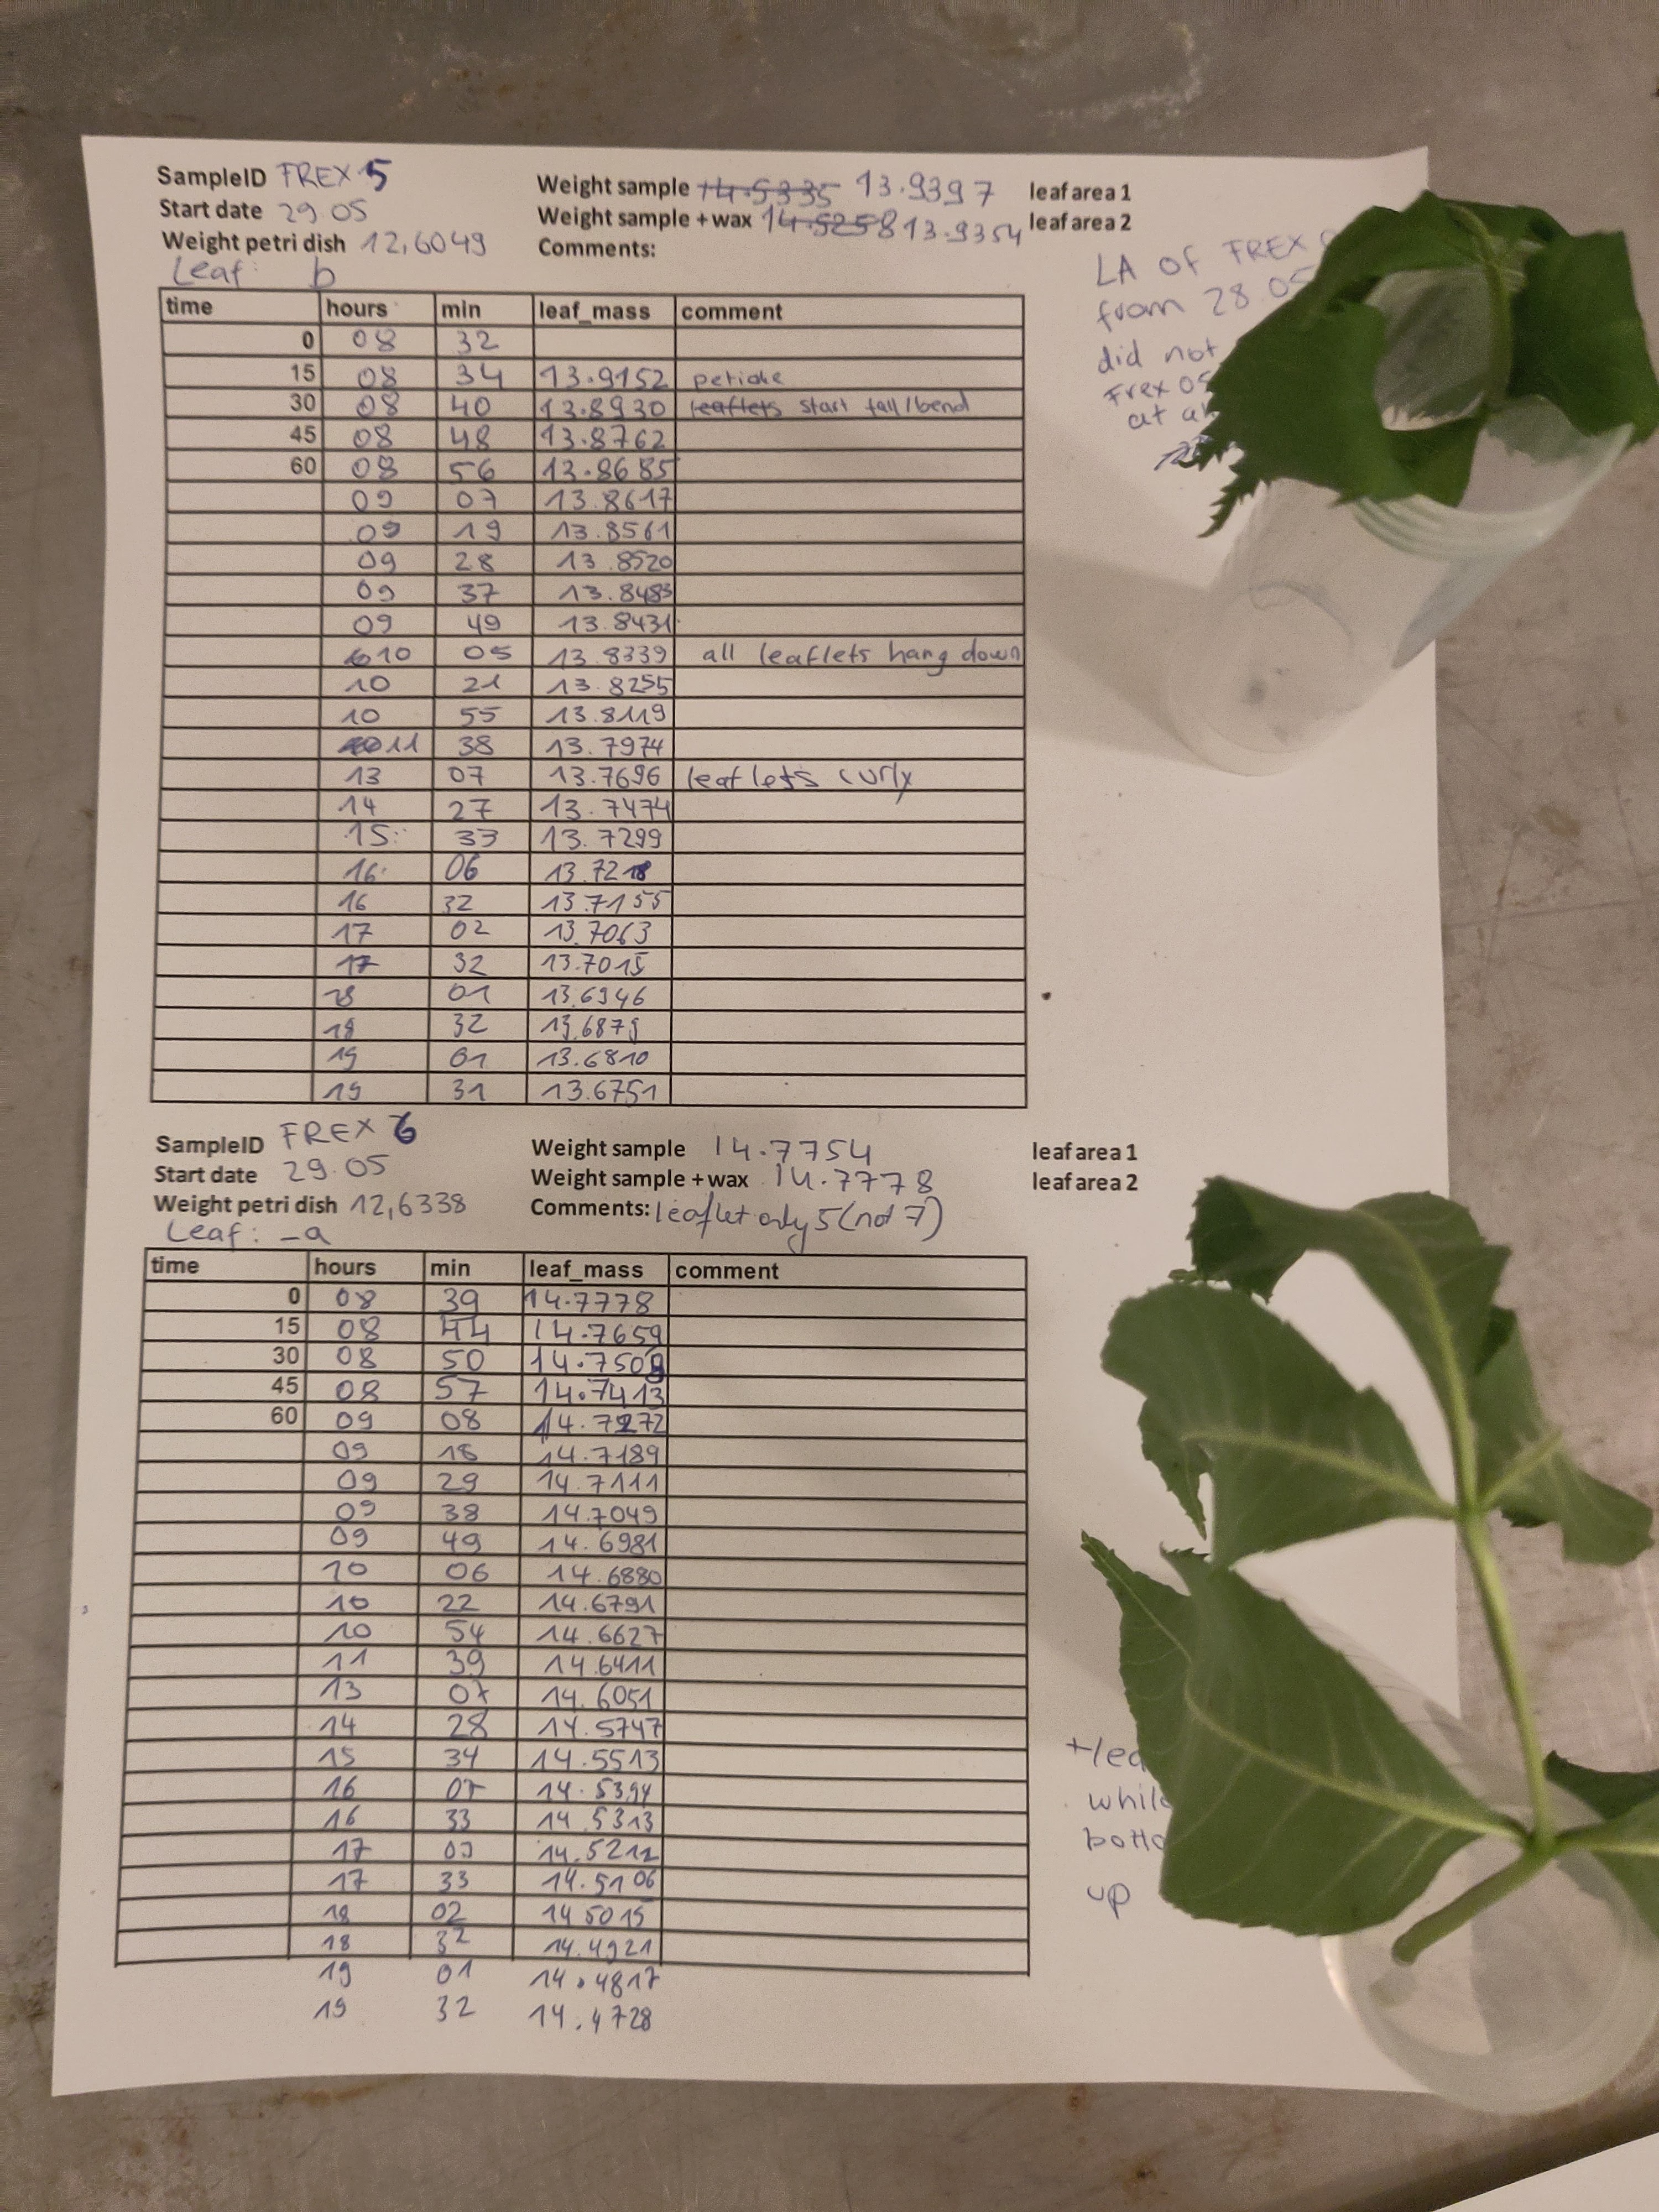 SampleID FREX 5 Weight sample 14.5335 13.9397 leaf area 1
Start date 29.05 Weight sample + wax 14.5258 13.9354 leaf area 2
Weight petri dish 12,6049 Comments:
Leaf: b
LA of FREX
from 28.05
did not
Frex 05
at
time hours min leaf_mass comment
0 08 32
15 08 34 13.9152 petiole
30 08 40 13.8930 leaflets start fall/bend
45 08 48 13.8762
60 08 56 13.8685
09 07 13.8617
09 19 13.8561
09 28 13.8520
09 37 13.8483
09 49 13.8431
10 05 13.8339 all leaflets hang down
10 21 13.8255
10 55 13.8119
11 38 13.7974
13 07 13.7696 leaflets curly
14 27 13.7474
15 33 13.7299
16 06 13.7218
16 32 13.7155
17 02 13.7063
17 32 13.7015
18 01 13.6946
18 32 13.6879
19 01 13.6810
19 31 13.6751
SampleID FREX 6 Weight sample 14.7754 leaf area 1
Start date 29.05 Weight sample + wax 14.7778 leaf area 2
Weight petri dish 12,6338 Comments: leaflet only 5 (not 7)
Leaf: -a
time hours min leaf_mass comment
0 08 39 14.7778
15 08 44 14.7659
30 08 50 14.7509
45 08 57 14.7413
60 09 08 14.7272
09 18 14.7189
09 29 14.7111
09 38 14.7049
09 49 14.6981
10 06 14.6880
10 22 14.6791
10 54 14.6627
11 39 14.6411
13 07 14.6051
14 28 14.5747
15 34 14.5513
16 07 14.5394
16 33 14.5313
17 03 14.5212
17 33 14.5106
18 02 14.5015
18 32 14.4921
19 01 14.4817
19 32 14.4728
while
up